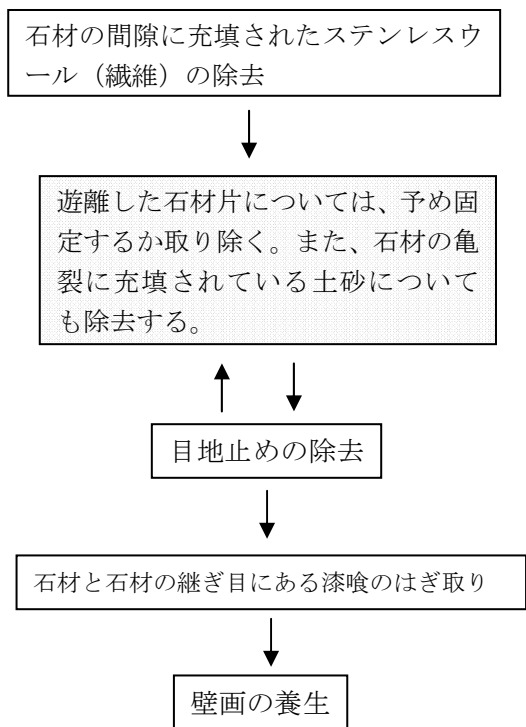 石材の間隙に充填されたステンレスウ
ール（繊維）の除去
遊離した石材片については、予め固
定するか取り除く。また、石材の亀
裂に充填されている土砂について
も除去する。
目地止めの除去
石材と石材の継ぎ目にある漆喰のはぎ取り
壁画の養生